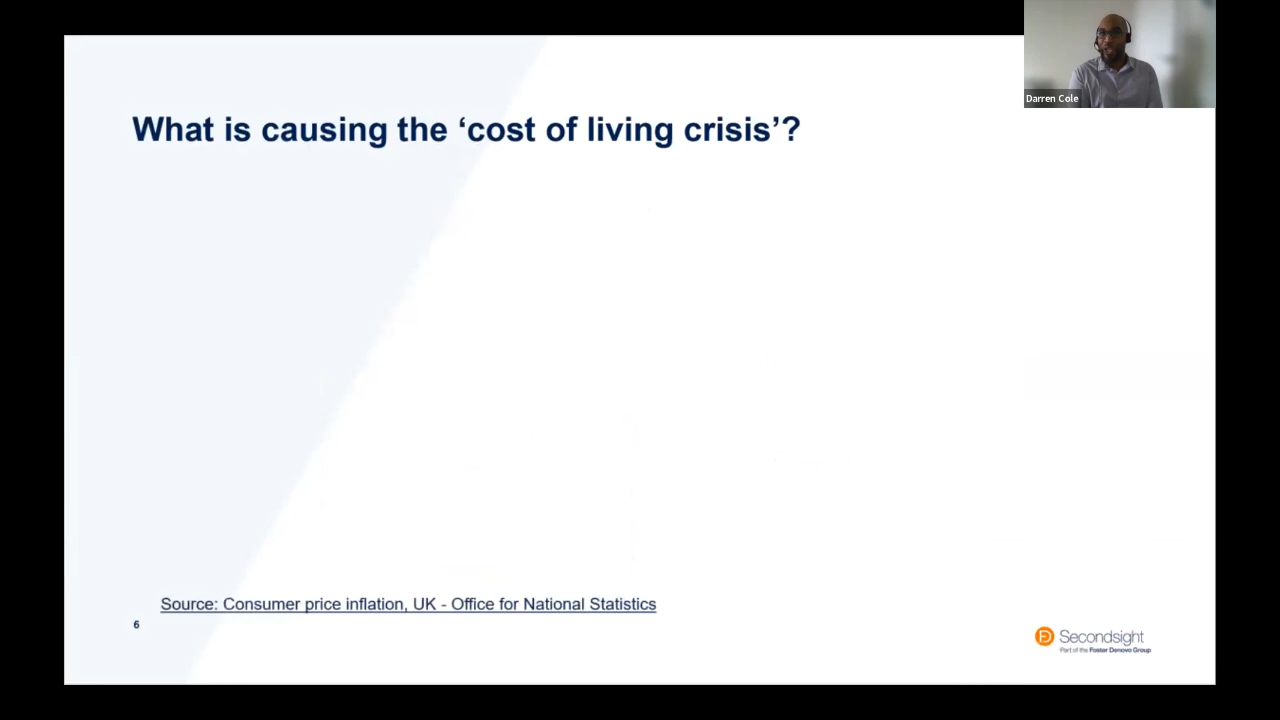 Darren Cole
What is causing the ‘cost of living crisis’?
Source: Consumer price inflation, UK - Office for National Statistics
6
Secondsight
Part of the Foster Denovo Group